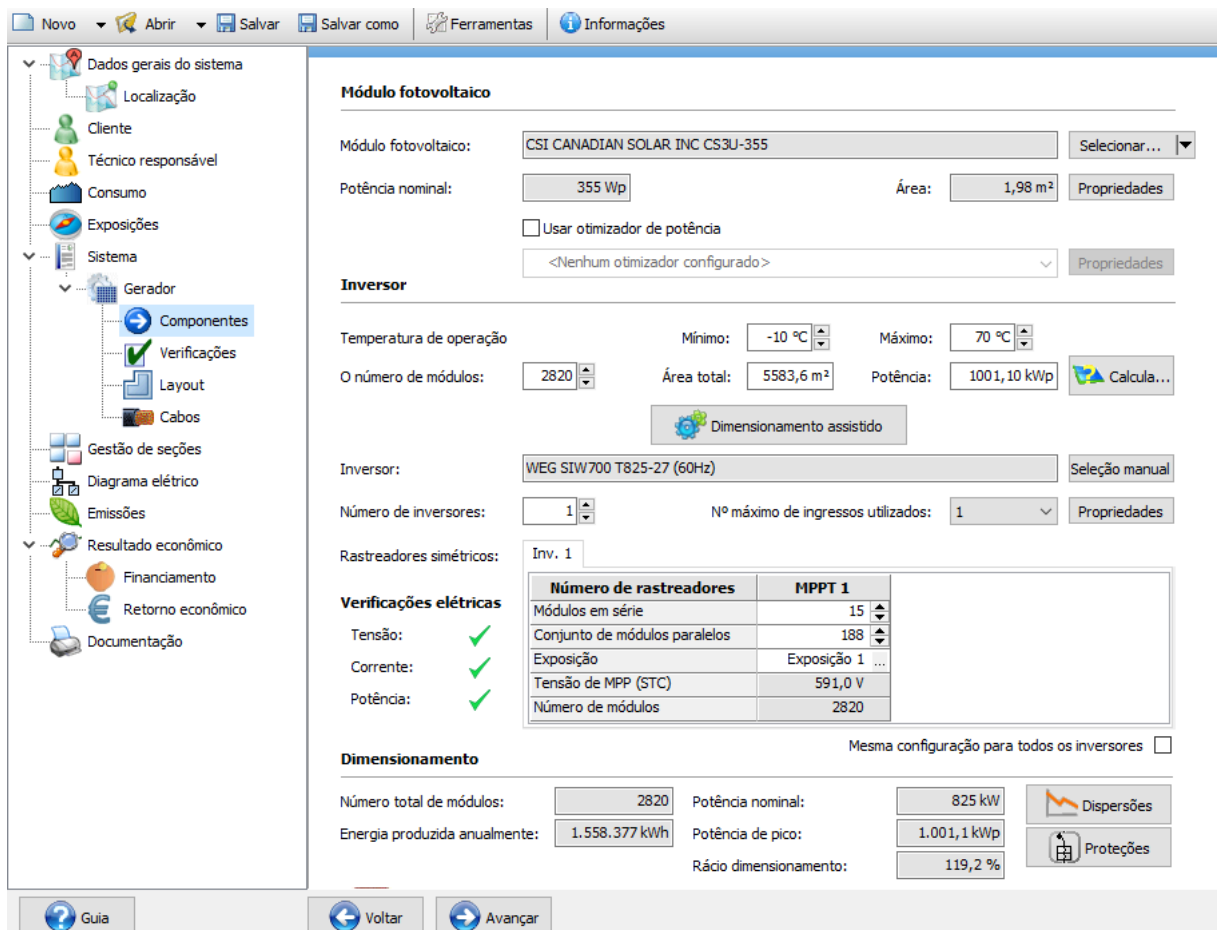 Novo Abrir Salvar Salvar como Ferramentas Informações
Dados gerais do sistema
Localização
Cliente
Técnico responsável
Consumo
Exposições
Sistema
Gerador
Componentes
Verificações
Layout
Cabos
Gestão de seções
Diagrama elétrico
Emissões
Resultado econômico
Financiamento
Retorno econômico
Documentação
Módulo fotovoltaico
Módulo fotovoltaico: CSI CANADIAN SOLAR INC CS3U-355 Selecionar...
Potência nominal: 355 Wp Área: 1,98 m² Propriedades
Usar otimizador de potência
<Nenhum otimizador configurado> Propriedades
Inversor
Temperatura de operação Mínimo: -10 ºC Máximo: 70 ºC
O número de módulos: 2820 Área total: 5583,6 m² Potência: 1001,10 kWp Calcula...
Dimensionamento assistido
Inversor: WEG SIW700 T825-27 (60Hz) Seleção manual
Número de inversores: 1 Nº máximo de ingressos utilizados: 1 Propriedades
Rastreadores simétricos: Inv. 1
Número de rastreadores MPPT 1
Módulos em série 15
Conjunto de módulos paralelos 188
Exposição Exposição 1 ...
Tensão de MPP (STC) 591,0 V
Número de módulos 2820
Verificações elétricas
Tensão:
Corrente:
Potência:
Mesma configuração para todos os inversores
Dimensionamento
Número total de módulos: 2820 Potência nominal: 825 kW Dispersões
Energia produzida anualmente: 1.558.377 kWh Potência de pico: 1.001,1 kWp Proteções
Rácio dimensionamento: 119,2 %
Guia Voltar Avançar